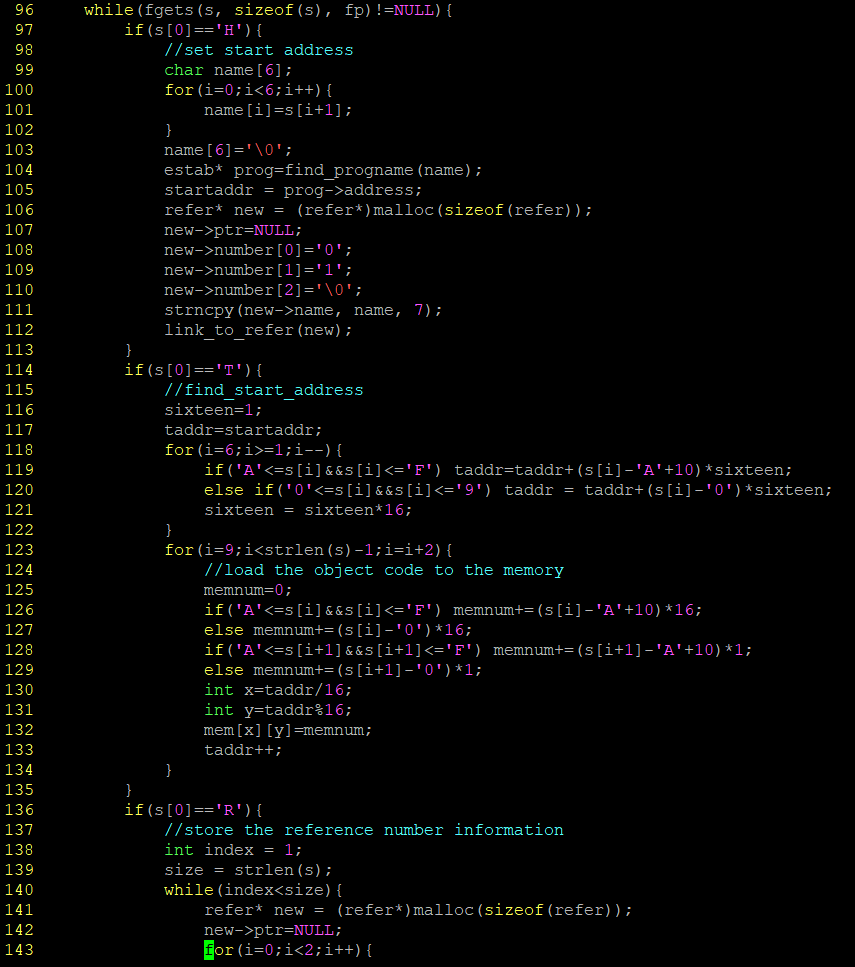 96     while(fgets(s, sizeof(s), fp)!=NULL){
97         if(s[0]=='H'){
98             //set start address
99             char name[6];
100             for(i=0;i<6;i++){
101                 name[i]=s[i+1];
102             }
103             name[6]='\0';
104             estab* prog=find_progname(name);
105             startaddr = prog->address;
106             refer* new = (refer*)malloc(sizeof(refer));
107             new->ptr=NULL;
108             new->number[0]='0';
109             new->number[1]='1';
110             new->number[2]='\0';
111             strncpy(new->name, name, 7);
112             link_to_refer(new);
113         }
114         if(s[0]=='T'){
115             //find_start_address
116             sixteen=1;
117             taddr=startaddr;
118             for(i=6;i>=1;i--){
119                 if('A'<=s[i]&&s[i]<='F') taddr=taddr+(s[i]-'A'+10)*sixteen;
120                 else if('0'<=s[i]&&s[i]<='9') taddr = taddr+(s[i]-'0')*sixteen;
121                 sixteen = sixteen*16;
122             }
123             for(i=9;i<strlen(s)-1;i=i+2){
124                 //load the object code to the memory
125                 memnum=0;
126                 if('A'<=s[i]&&s[i]<='F') memnum+=(s[i]-'A'+10)*16;
127                 else memnum+=(s[i]-'0')*16;
128                 if('A'<=s[i+1]&&s[i+1]<='F') memnum+=(s[i+1]-'A'+10)*1;
129                 else memnum+=(s[i+1]-'0')*1;
130                 int x=taddr/16;
131                 int y=taddr%16;
132                 mem[x][y]=memnum;
133                 taddr++;
134             }
135         }
136         if(s[0]=='R'){
137             //store the reference number information
138             int index = 1;
139             size = strlen(s);
140             while(index<size){
141                 refer* new = (refer*)malloc(sizeof(refer));
142                 new->ptr=NULL;
143                 for(i=0;i<2;i++){